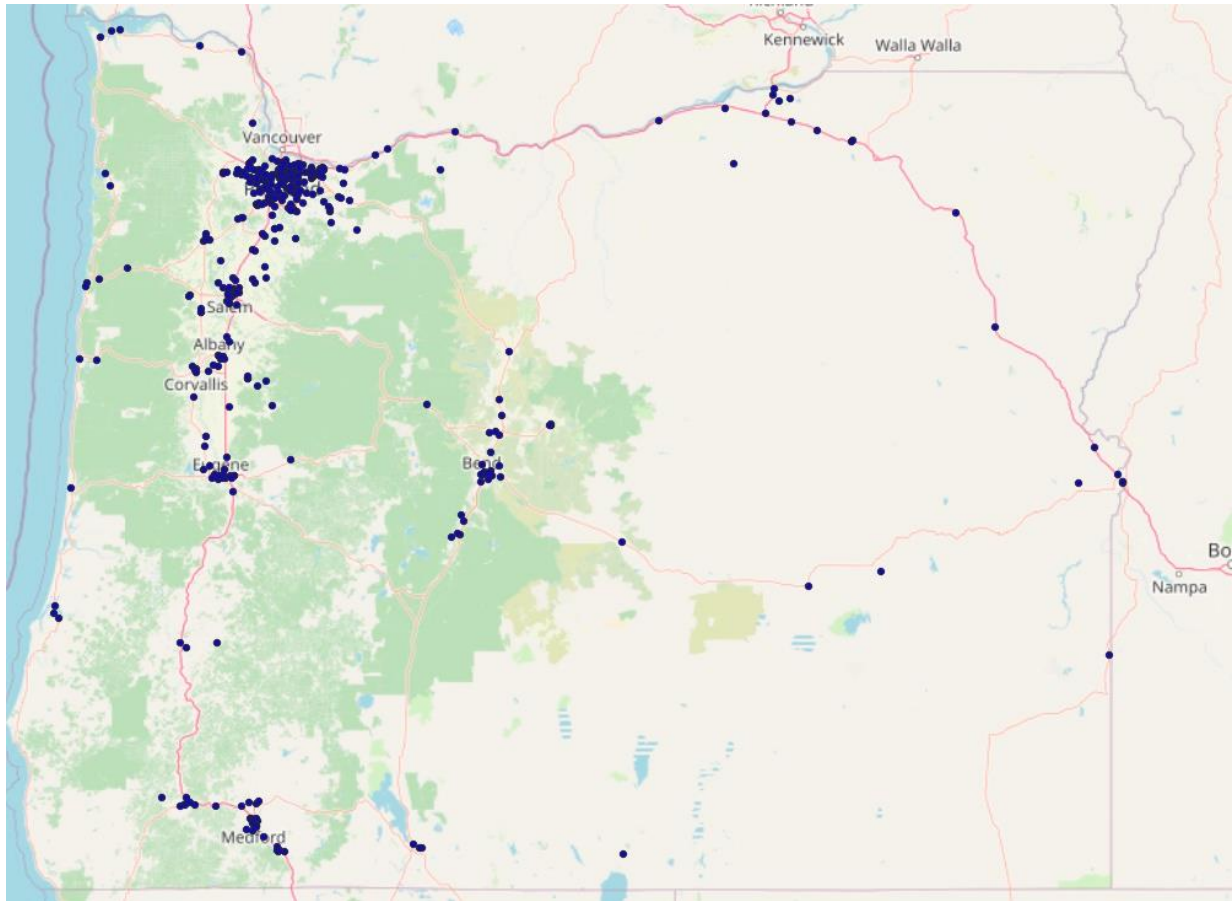 Kennewick
Walla Walla
Vancouver
Salem
Albany
Corvallis
Eugene
Bend
Nampa
Medford